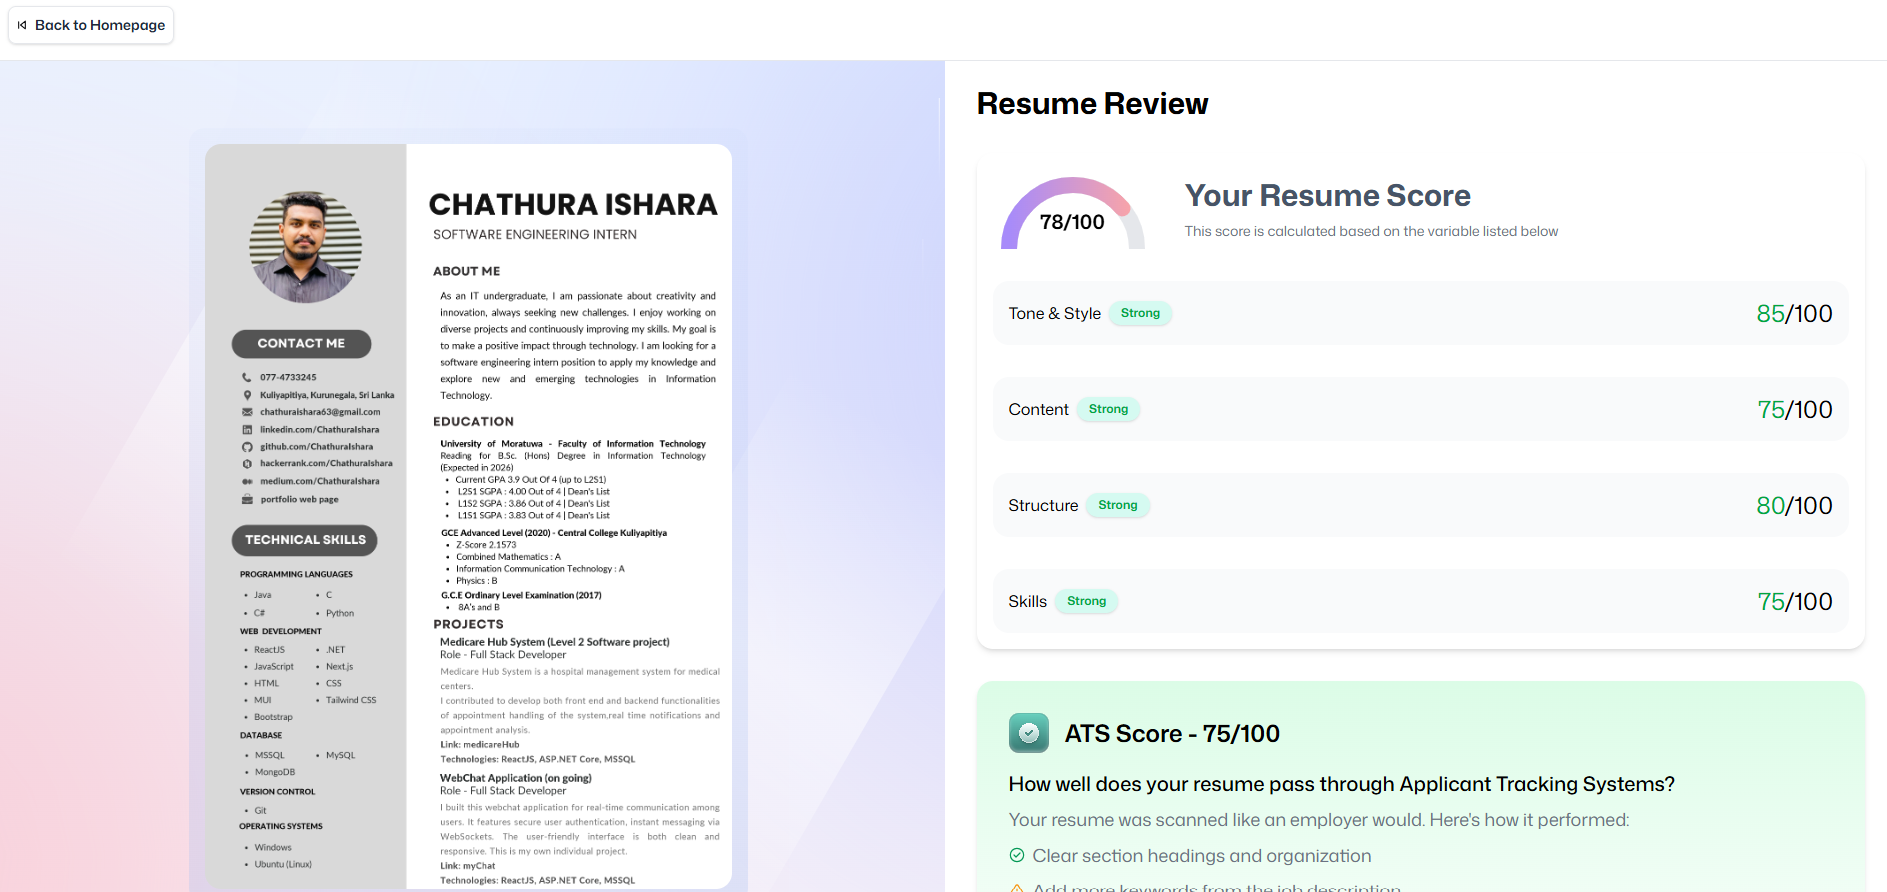 Back to Homepage
CHATHURA ISHARA
SOFTWARE ENGINEERING INTERN
CONTACT ME
077-4733245
Kuliyapitiya, Kurunegala, Sri Lanka
chathuraishara63@gmail.com
linkedin.com/ChathuraIshara
github.com/ChathuraIshara
hackerrank.com/ChathuraIshara
medium.com/ChathuraIshara
portfolio web page
TECHNICAL SKILLS
PROGRAMMING LANGUAGES
• Java • C
• C# • Python
WEB DEVELOPMENT
• ReactJS • .NET
• JavaScript • Next.js
• HTML • CSS
• MUI • Tailwind CSS
• Bootstrap
DATABASE
• MSSQL • MySQL
• MongoDB
VERSION CONTROL
• Git
OPERATING SYSTEMS
• Windows
• Ubuntu (Linux)
ABOUT ME
As an IT undergraduate, I am passionate about creativity and
innovation, always seeking new challenges. I enjoy working on
diverse projects and continuously improving my skills. My goal is
to make a positive impact through technology. I am looking for a
software engineering intern position to apply my knowledge and
explore new and emerging technologies in Information
Technology.
EDUCATION
University of Moratuwa - Faculty of Information Technology
Reading for B.Sc. (Hons) Degree in Information Technology
(Expected in 2026)
• Current GPA 3.9 Out Of 4 (up to L2S1)
• L2S1 SGPA : 4.00 Out of 4 | Dean's List
• L1S2 SGPA : 3.86 Out of 4 | Dean's List
• L1S1 SGPA : 3.83 Out of 4 | Dean's List
GCE Advanced Level (2020) - Central College Kuliyapitiya
• Z-Score 2.1573
• Combined Mathematics : A
• Information Communication Technology : A
• Physics : B
G.C.E Ordinary Level Examination (2017)
• 8A's and B
PROJECTS
Medicare Hub System (Level 2 Software project)
Role - Full Stack Developer
Medicare Hub System is a hospital management system for medical
centers.
I contributed to develop both front end and backend functionalities
of appointment handling of the system,real time notifications and
appointment analysis.
Link: medicareHub
Technologies: ReactJS, ASP.NET Core, MSSQL
WebChat Application (on going)
Role - Full Stack Developer
I built this webchat application for real-time communication among
users. It features secure user authentication, instant messaging via
WebSockets. The user-friendly interface is both clean and
responsive. This is my own individual project.
Link: myChat
Technologies: ReactJS, ASP.NET Core, MSSQL
Resume Review
78/100
Your Resume Score
This score is calculated based on the variable listed below
Tone & Style Strong 85/100
Content Strong 75/100
Structure Strong 80/100
Skills Strong 75/100
ATS Score - 75/100
How well does your resume pass through Applicant Tracking Systems?
Your resume was scanned like an employer would. Here's how it performed:
Clear section headings and organization
Add more keywords from the job description